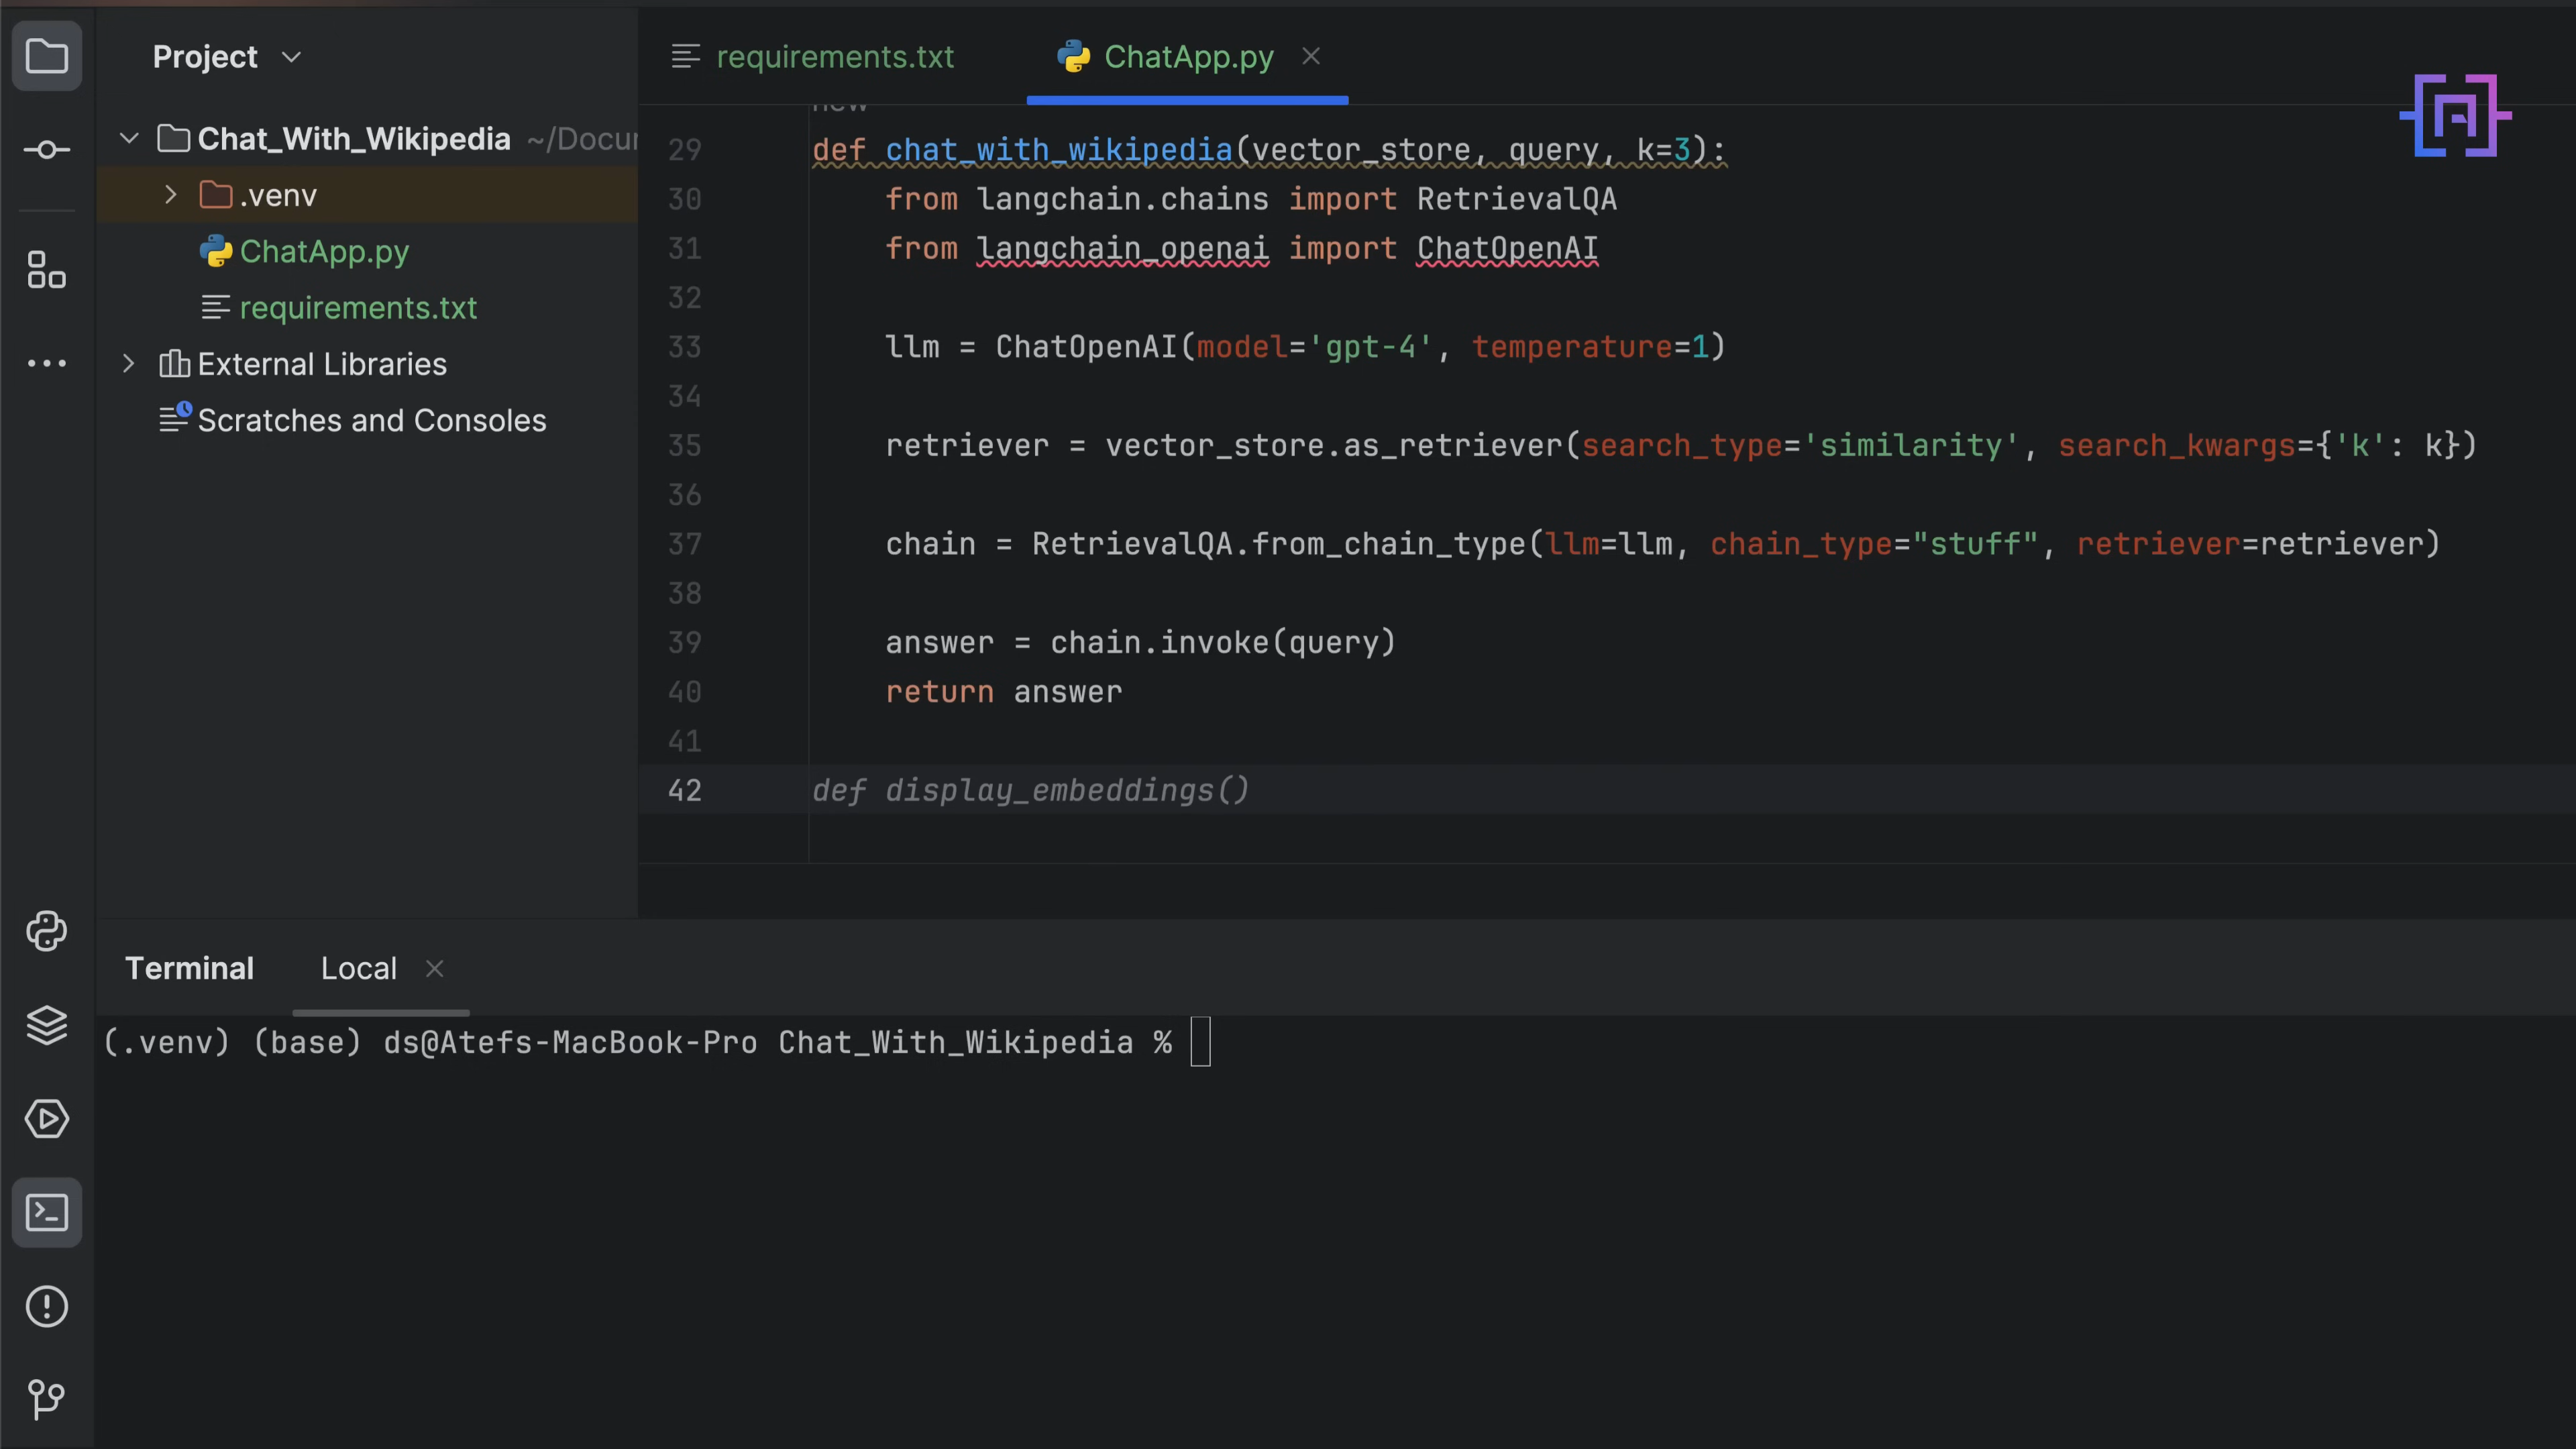 Project
requirements.txt
ChatApp.py
Chat_With_Wikipedia ~/Docu
.venv
ChatApp.py
requirements.txt
External Libraries
Scratches and Consoles
new
29 def chat_with_wikipedia(vector_store, query, k=3):
30 from langchain.chains import RetrievalQA
31 from langchain_openai import ChatOpenAI
32
33 llm = ChatOpenAI(model='gpt-4', temperature=1)
34
35 retriever = vector_store.as_retriever(search_type='similarity', search_kwargs={'k': k})
36
37 chain = RetrievalQA.from_chain_type(llm=llm, chain_type="stuff", retriever=retriever)
38
39 answer = chain.invoke(query)
40 return answer
41
42 def display_embeddings()
Terminal Local
(.venv) (base) ds@Atefs-MacBook-Pro Chat_With_Wikipedia %